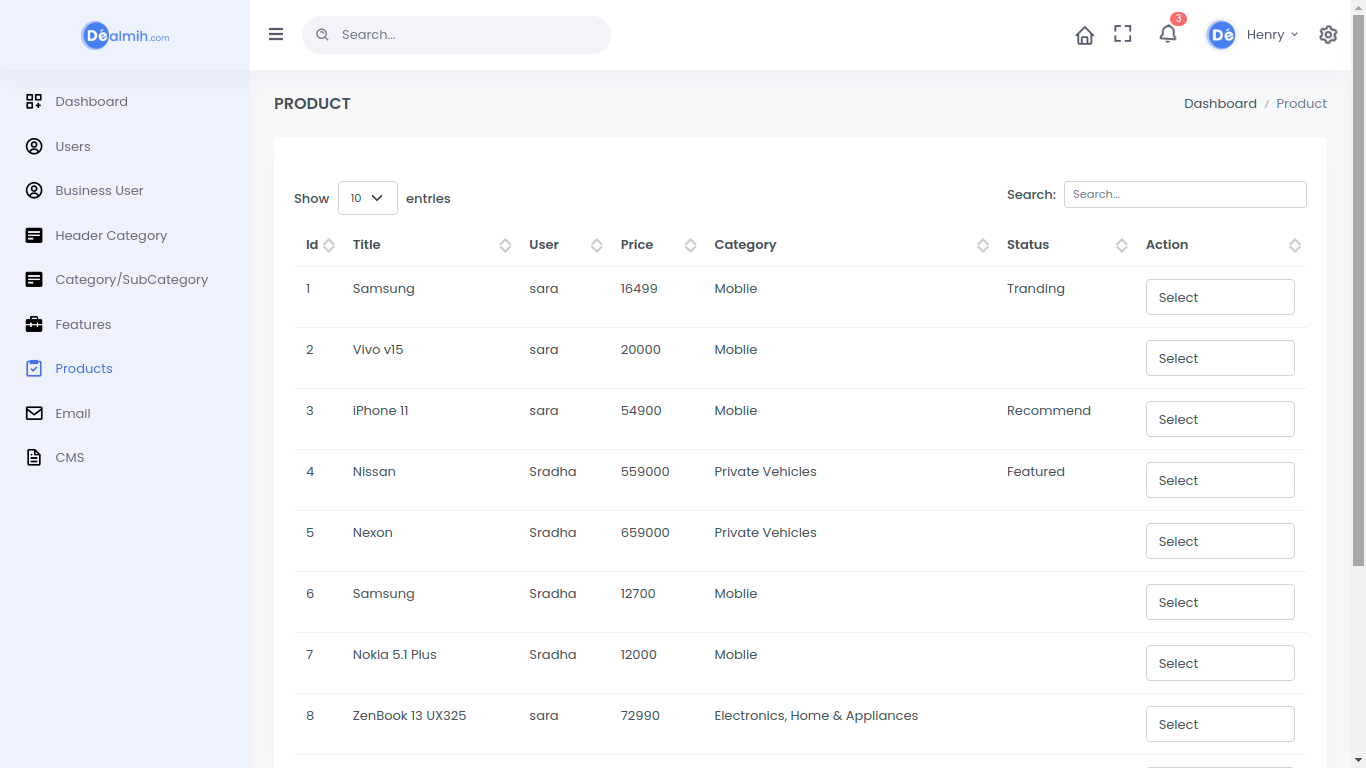 Déalmih.com
Search...
3
Dé
Henry
Dashboard
Users
Business User
Header Category
Category/SubCategory
Features
Products
Email
CMS
PRODUCT
Dashboard / Product
Show 10 entries
Search: Search...
Id Title User Price Category Status Action
1 Samsung sara 16499 Moblie Tranding Select
2 Vivo v15 sara 20000 Moblie Select
3 iPhone 11 sara 54900 Moblie Recommend Select
4 Nissan Sradha 559000 Private Vehicles Featured Select
5 Nexon Sradha 659000 Private Vehicles Select
6 Samsung Sradha 12700 Moblie Select
7 Nokia 5.1 Plus Sradha 12000 Moblie Select
8 ZenBook 13 UX325 sara 72990 Electronics, Home & Appliances Select